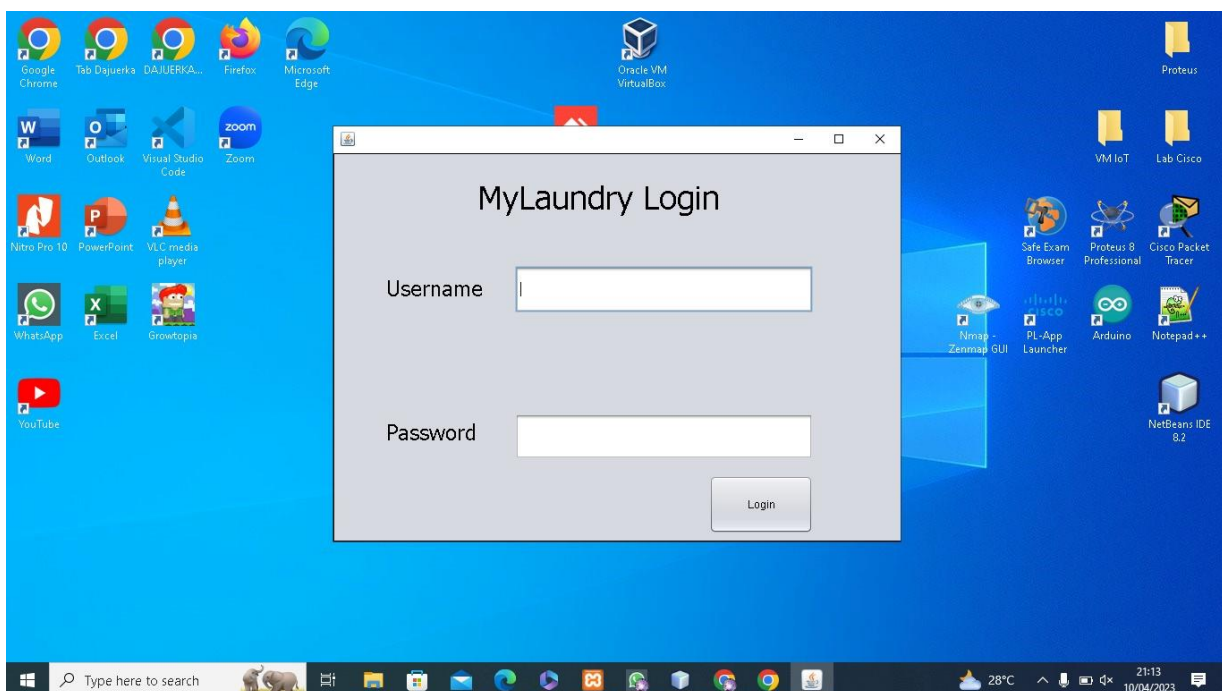 Google
Chrome
Tab Dajuerka
DAJUERKA...
Firefox
Microsoft
Edge
Oracle VM
VirtualBox
Proteus
Word
Outlook
Visual Studio
Code
zoom
Zoom
VM IoT
Lab Cisco
MyLaundry Login
Nitro Pro 10
PowerPoint
VLC media
player
Safe Exam
Browser
Proteus 8
Professional
Cisco Packet
Tracer
Username
WhatsApp
Excel
Growtopia
Nmap -
Zenmap GUI
CISCO
PL-App
Launcher
Arduino
Notepad++
YouTube
Password
NetBeans IDE
8.2
Login
Type here to search
28°C
21:13
10/04/2023